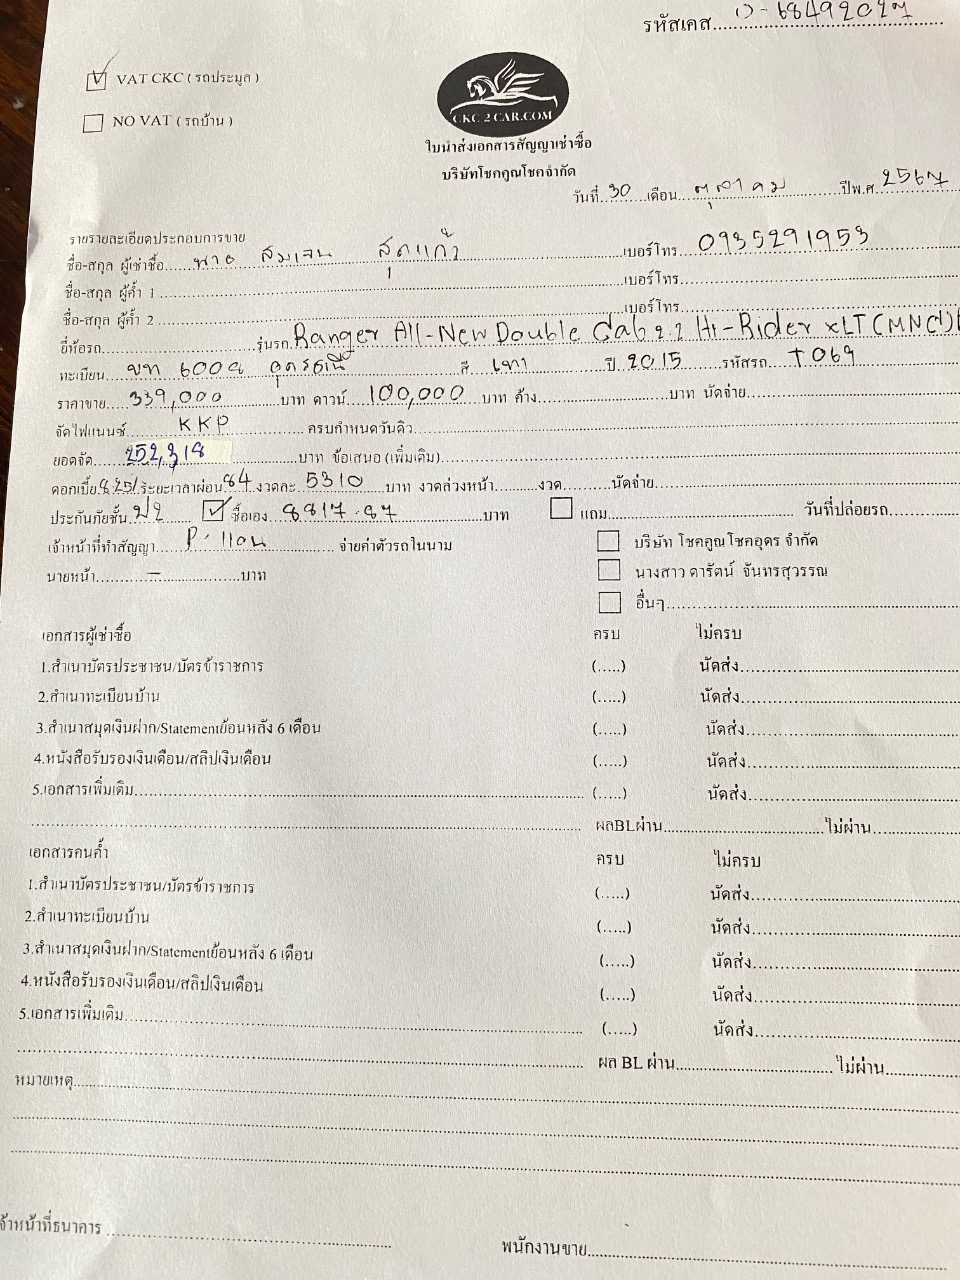 รหัสเคส
VAT CKC ( รถประมูล )
NO VAT ( รถบ้าน )
CKC 2 CAR.COM
ใบนำส่งเอกสารสัญญาเช่าซื้อ
บริษัทโชคคูณโชคจำกัด
วันที่ 30 เดือน ตุลาคม ปีพ.ศ. 2567
รายรายละเอียดประกอบการขาย
ชื่อ-สกุล ผู้เช่าซื้อ นาย สมเจน สุดแก้ว เบอร์โทร 0935291953
ชื่อ-สกุล ผู้ค้ำ 1 เบอร์โทร
ชื่อ-สกุล ผู้ค้ำ 2 เบอร์โทร
ยี่ห้อรถ รุ่นรถ Ranger All-New Double Cab 2.2 Hi-Rider XLT (MNC)
ทะเบียน ขท 6008 อุดรธานี สี เทา ปี 2015 รหัสรถ T069
ราคาขาย 339,000 บาท ดาวน์ 100,000 บาท ค้าง บาท นัดจ่าย
จัดไฟแนนซ์ KKP ครบกำหนดวันดิว
ยอดจัด 252,318 บาท ข้อเสนอ (เพิ่มเติม)
ดอกเบี้ย 8.25/ ระยะเวลาผ่อน 84 งวดละ 5310 บาท งวดล่วงหน้า งวด นัดจ่าย
ประกันภัยชั้น ป2 ซื้อเอง 8817.87 บาท แถม วันที่ปล่อยรถ
เจ้าหน้าที่ทำสัญญา P. แอน จ่ายค่าตัวรถในนาม บริษัท โชคคูณโชคอุดร จำกัด
นายหน้า - บาท นางสาว ดารัตน์ จันทรสุวรรณ
อื่นๆ
เอกสารผู้เช่าซื้อ ครบ ไม่ครบ
1.สำเนาบัตรประชาชน/บัตรข้าราชการ (.....) นัดส่ง
2.สำเนาทะเบียนบ้าน (.....) นัดส่ง
3.สำเนาสมุดเงินฝาก/Statementย้อนหลัง 6 เดือน (.....) นัดส่ง
4.หนังสือรับรองเงินเดือน/สลิปเงินเดือน (.....) นัดส่ง
5.เอกสารเพิ่มเติม (.....) นัดส่ง
ผลBLผ่าน ไม่ผ่าน
เอกสารคนค้ำ ครบ ไม่ครบ
1.สำเนาบัตรประชาชน/บัตรข้าราชการ (.....) นัดส่ง
2.สำเนาทะเบียนบ้าน (.....) นัดส่ง
3.สำเนาสมุดเงินฝาก/Statementย้อนหลัง 6 เดือน (.....) นัดส่ง
4.หนังสือรับรองเงินเดือน/สลิปเงินเดือน (.....) นัดส่ง
5.เอกสารเพิ่มเติม (.....) นัดส่ง
ผล BL ผ่าน ไม่ผ่าน
หมายเหตุ
จ้าหน้าที่ธนาคาร พนักงานขาย